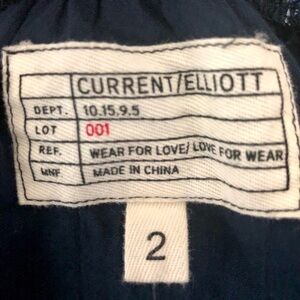 CURRENT/ELLIOTT
DEPT. 10.15.9.5
LOT 001
REF. WEAR FOR LOVE/ LOVE FOR WEAR
MNF MADE IN CHINA
2